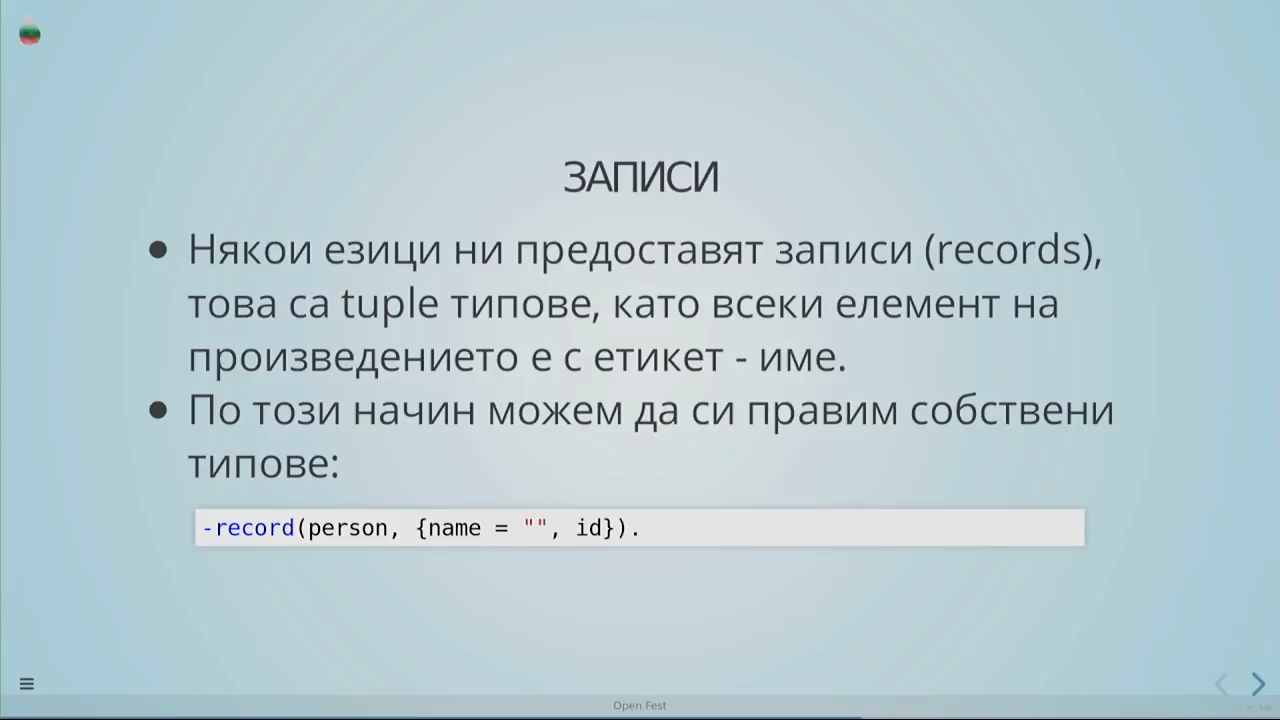 ЗАПИСИ
• Някои езици ни предоставят записи (records),
това са tuple типове, като всеки елемент на
произведението е с етикет - име.
• По този начин можем да си правим собствени
типове:
-record(person, {name = "", id}).
Open Fest